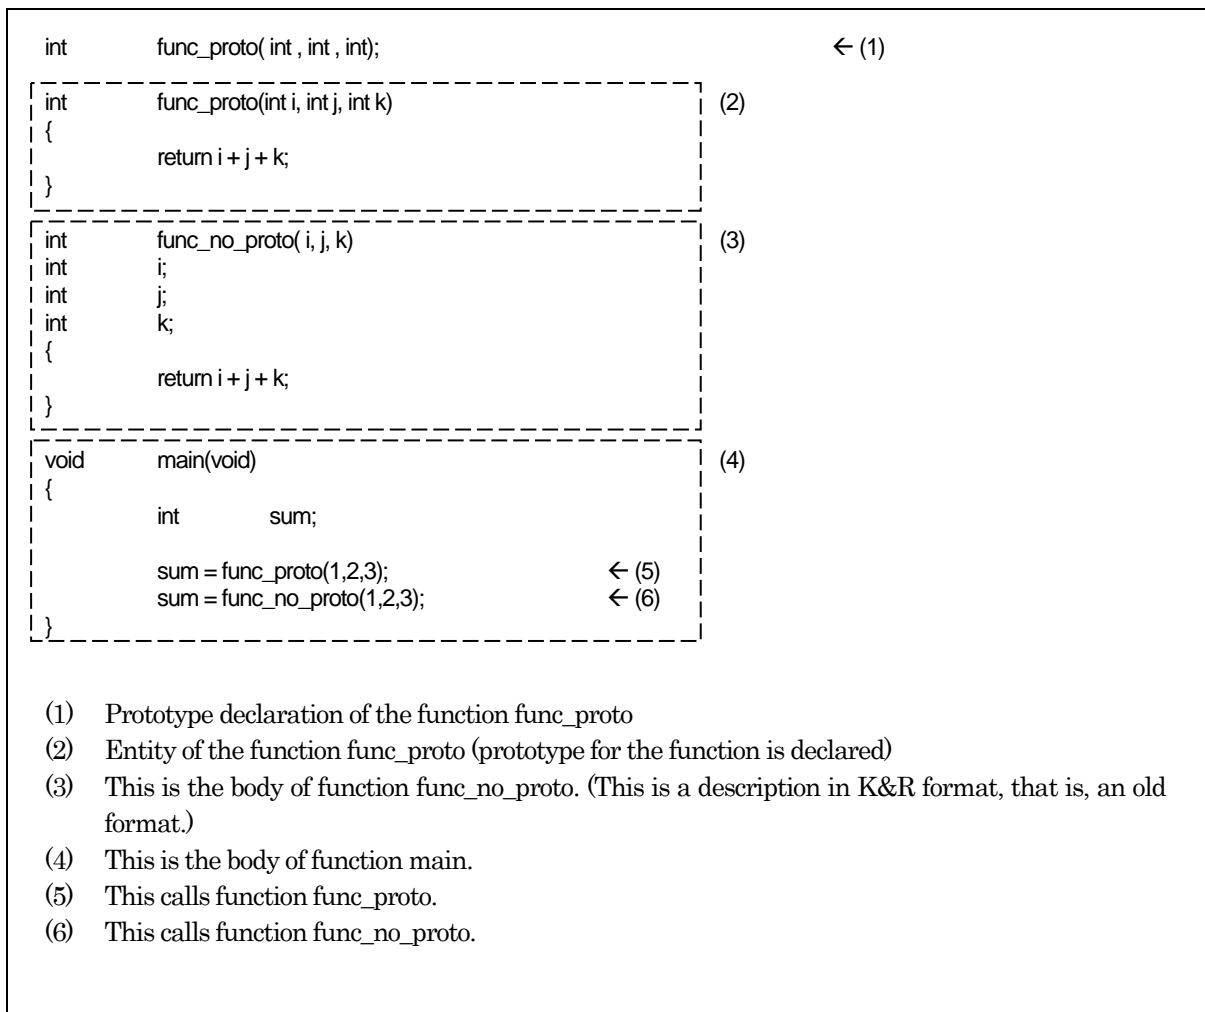 int func_proto( int , int , int); ← (1)
int func_proto(int i, int j, int k) (2)
{
return i + j + k;
}
int func_no_proto( i, j, k) (3)
int i;
int j;
int k;
{
return i + j + k;
}
void main(void) (4)
{
int sum;
sum = func_proto(1,2,3); ← (5)
sum = func_no_proto(1,2,3); ← (6)
}
(1) Prototype declaration of the function func_proto
(2) Entity of the function func_proto (prototype for the function is declared)
(3) This is the body of function func_no_proto. (This is a description in K&R format, that is, an old
format.)
(4) This is the body of function main.
(5) This calls function func_proto.
(6) This calls function func_no_proto.